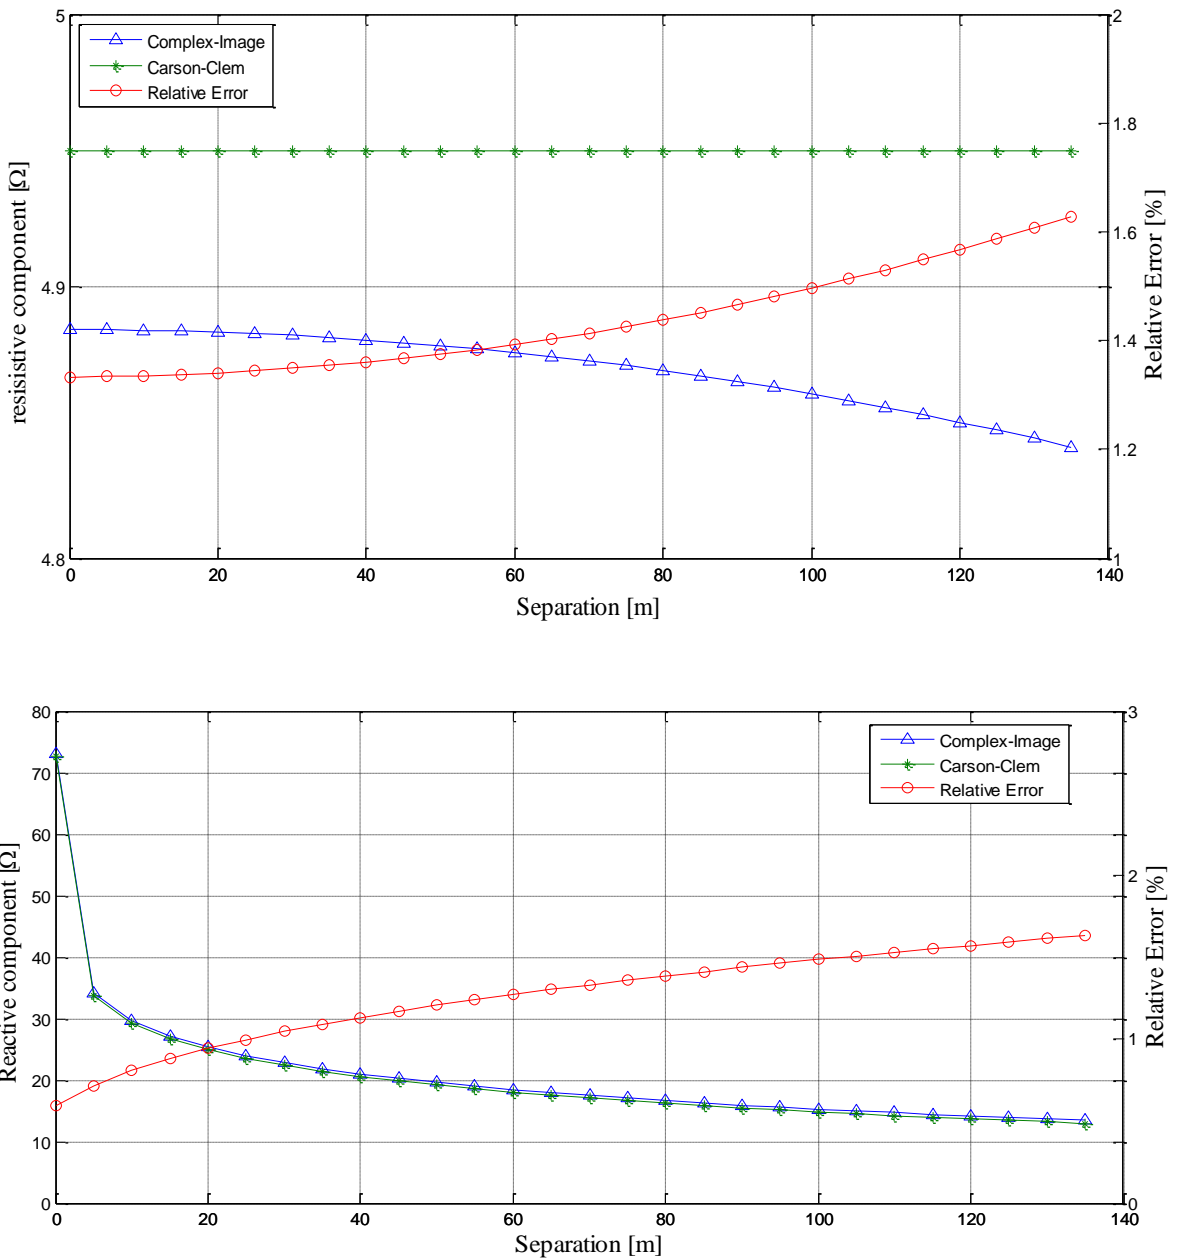 5
2
Complex-Image
Carson-Clem
Relative Error
1.8
resisistive component [Ω]
Relative Error [%]
1.6
4.9
1.4
1.2
4.8
1
0 20 40 60 80 100 120 140
Separation [m]
80
3
Complex-Image
Carson-Clem
Relative Error
70
60
2
50
Reactive component [Ω]
Relative Error [%]
40
30
1
20
10
0
0
0 20 40 60 80 100 120 140
Separation [m]